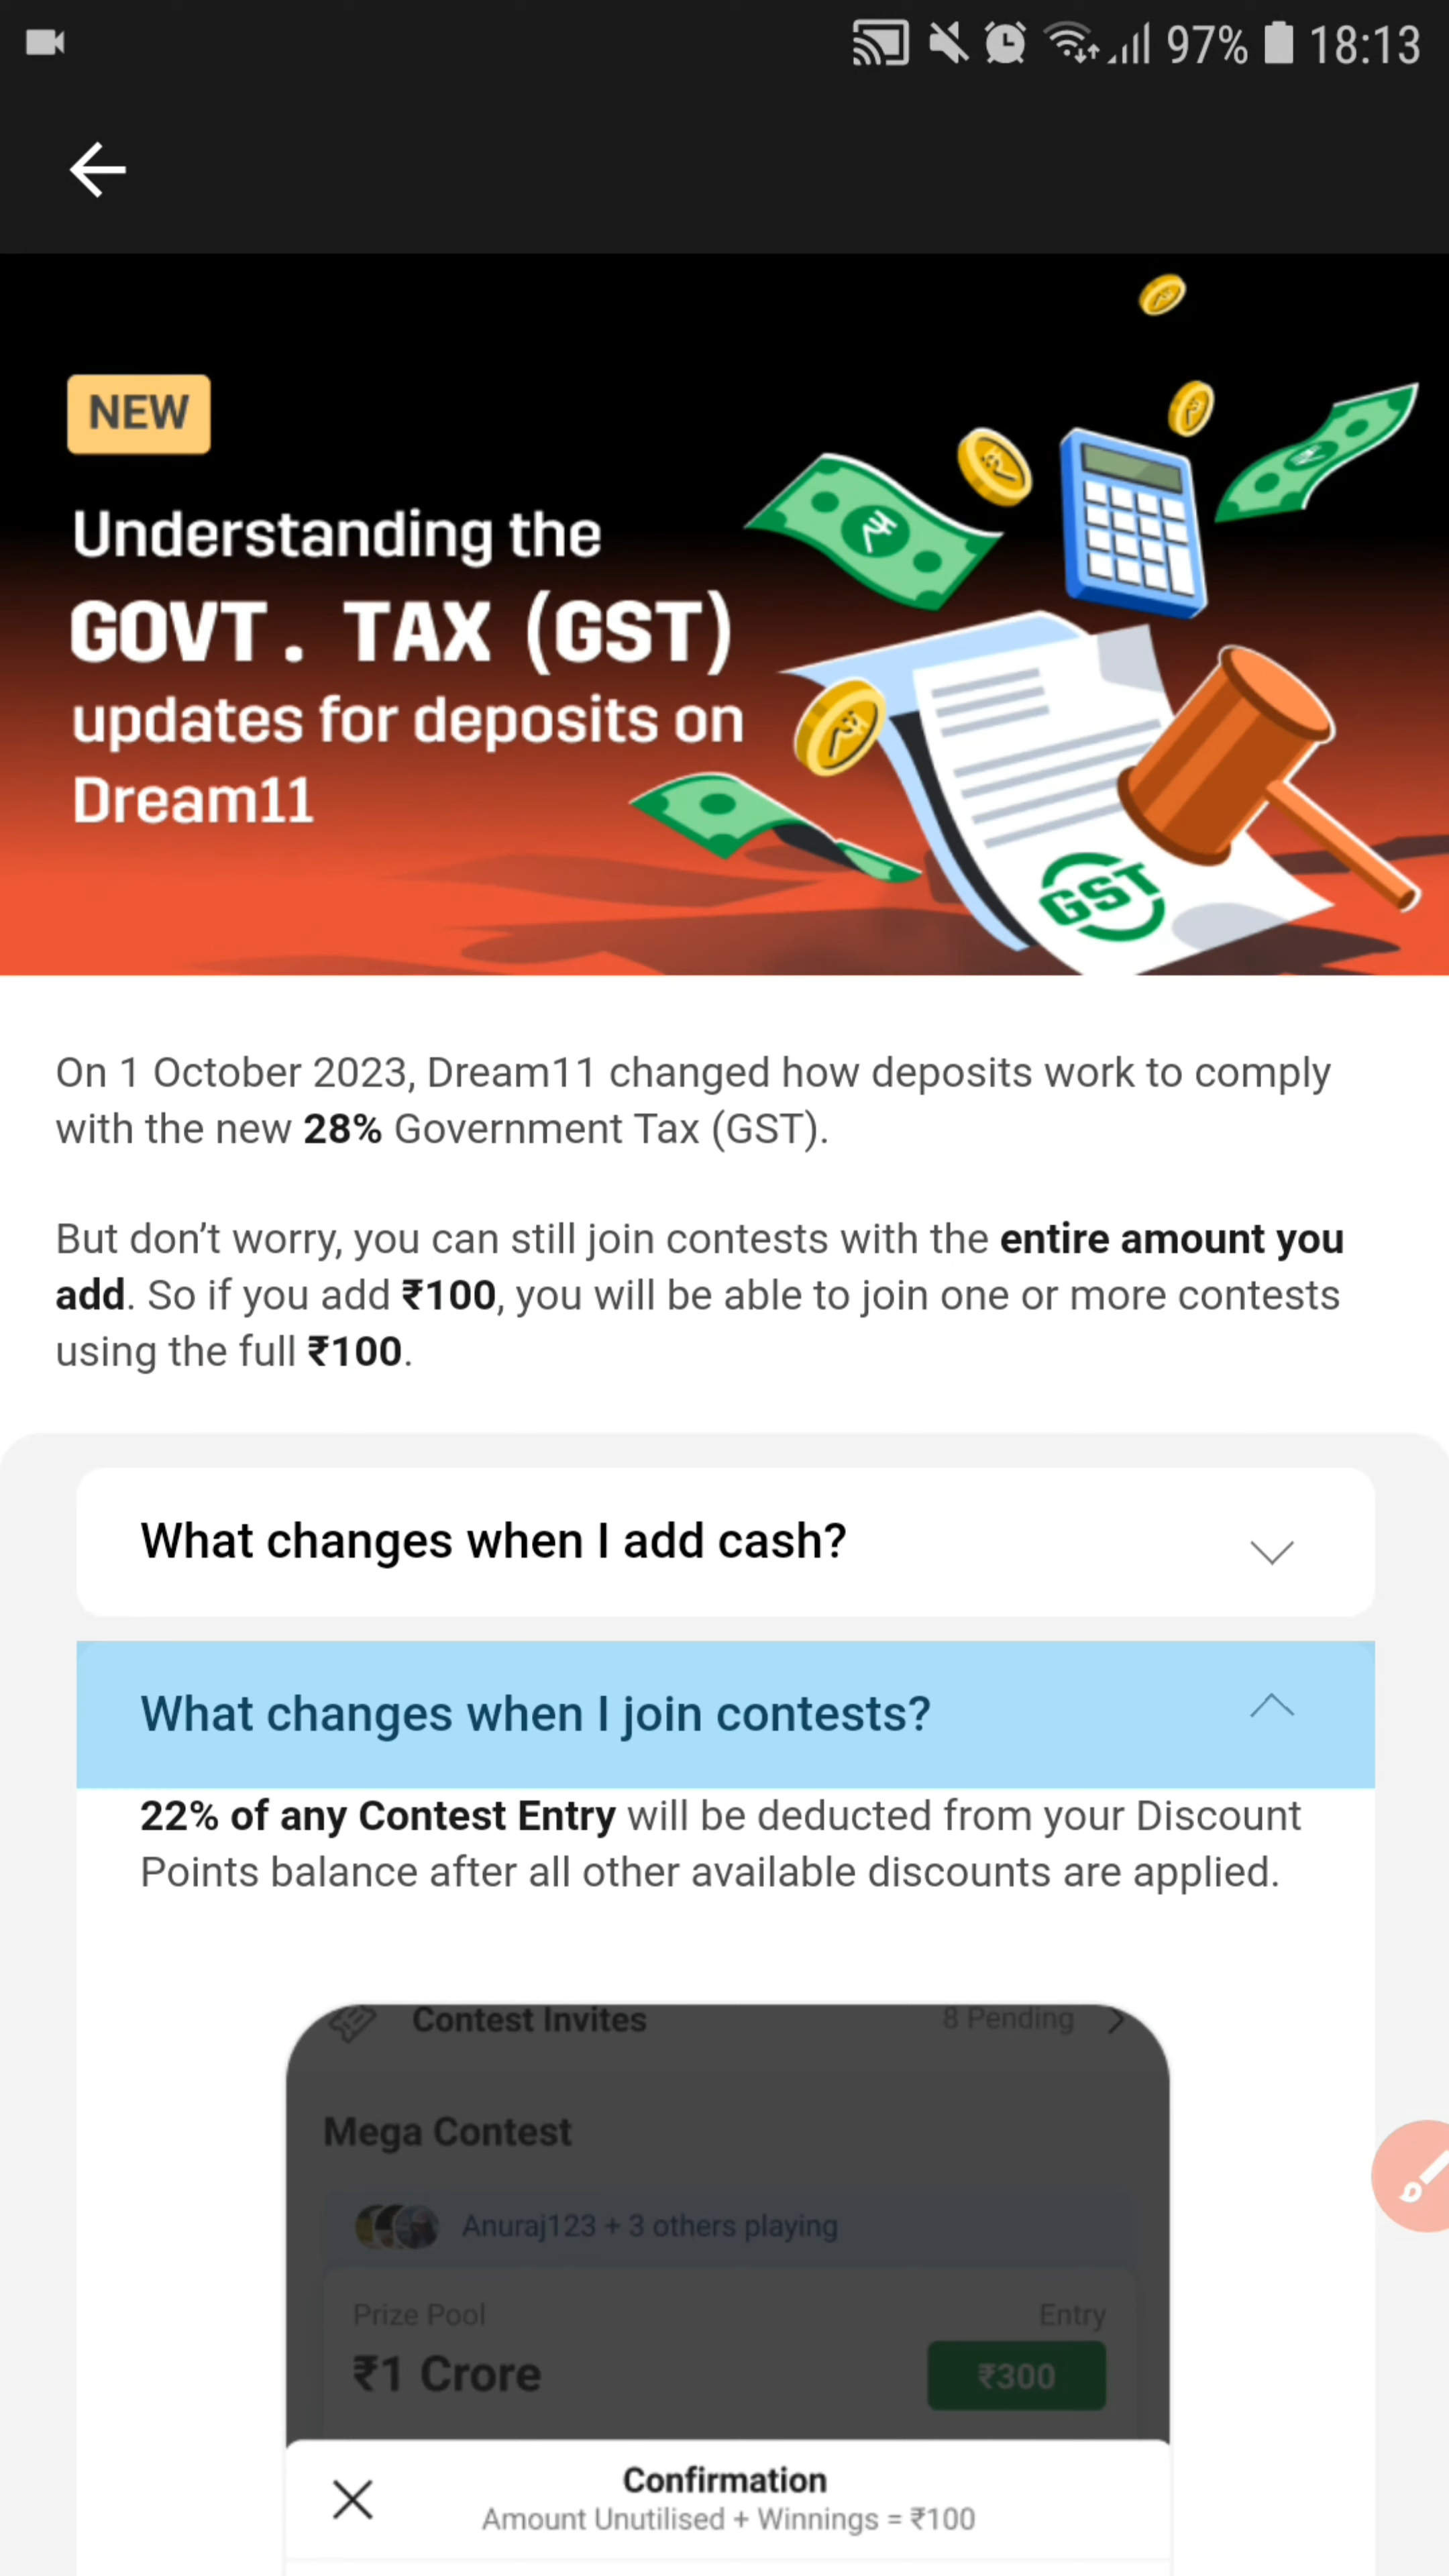 97% 18:13
NEW
Understanding the
GOVT. TAX (GST)
updates for deposits on
Dream11
GST
On 1 October 2023, Dream11 changed how deposits work to comply
with the new 28% Government Tax (GST).
But don’t worry, you can still join contests with the entire amount you
add. So if you add ₹100, you will be able to join one or more contests
using the full ₹100.
What changes when I add cash?
What changes when I join contests?
22% of any Contest Entry will be deducted from your Discount
Points balance after all other available discounts are applied.
Contest Invites 8 Pending
Mega Contest
Anuraj123 + 3 others playing
Prize Pool Entry
₹1 Crore ₹300
Confirmation
Amount Unutilised + Winnings = ₹100